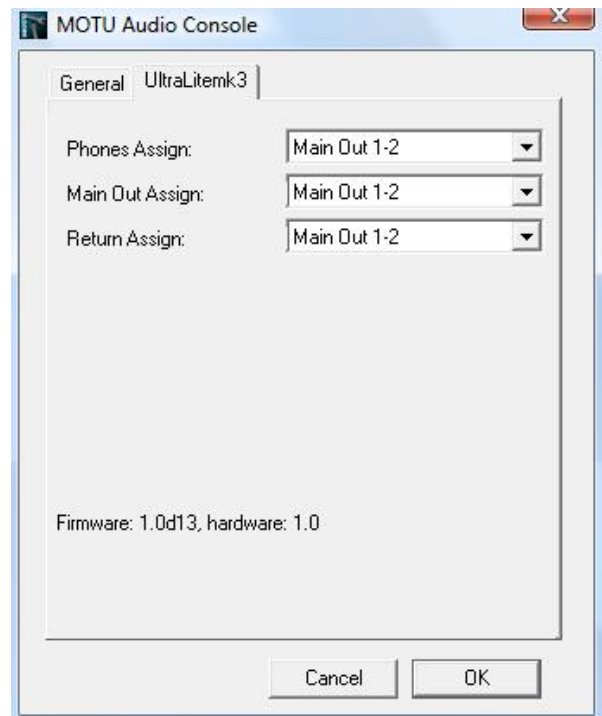 MOTU Audio Console
General UltraLitemk3
Phones Assign: Main Out 1-2
Main Out Assign: Main Out 1-2
Return Assign: Main Out 1-2
Firmware: 1.0d13, hardware: 1.0
Cancel OK